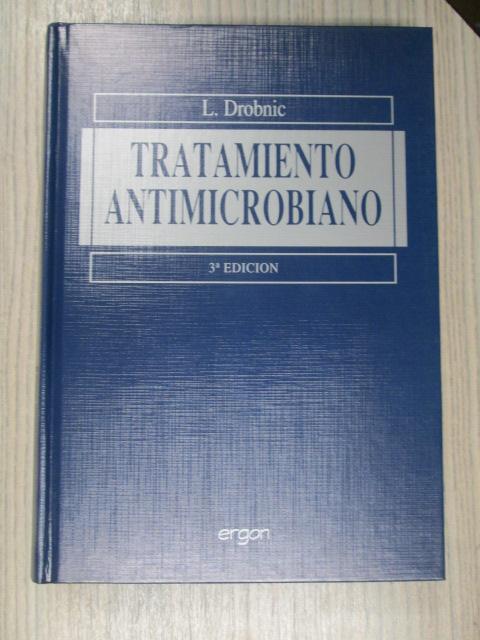 L. Drobnic
TRATAMIENTO
ANTIMICROBIANO
3ª EDICION
ergon